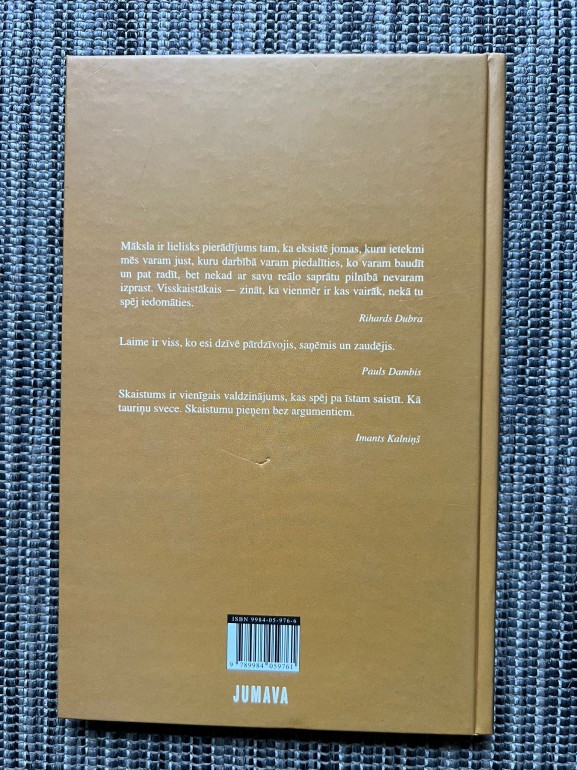 Māksla ir lielisks pierādījums tam, ka eksistē jomas, kuru ietekmi
mēs varam just, kuru darbībā varam piedalīties, ko varam baudīt
un pat radīt, bet nekad ar savu reālo saprātu pilnībā nevaram
izprast. Visskaistākais — zināt, ka vienmēr ir kas vairāk, nekā tu
spēj iedomāties.
Rihards Dubra
Laime ir viss, ko esi dzīvē pārdzīvojis, saņēmis un zaudējis.
Pauls Dambis
Skaistums ir vienīgais valdzinājums, kas spēj pa īstam saistīt. Kā
tauriņu svece. Skaistumu pieņem bez argumentiem.
Imants Kalniņš
ISBN 9984-05-976-6
9 789984 059761
JUMAVA